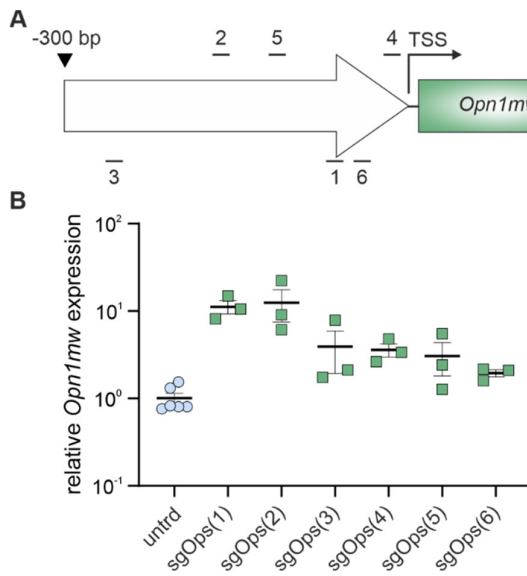 A
-300 bp
2
5
4
TSS
Opn1mw
3
1
6
B
relative Opn1mw expression
10²
10¹
10⁰
10⁻¹
untrd
sgOps(1)
sgOps(2)
sgOps(3)
sgOps(4)
sgOps(5)
sgOps(6)